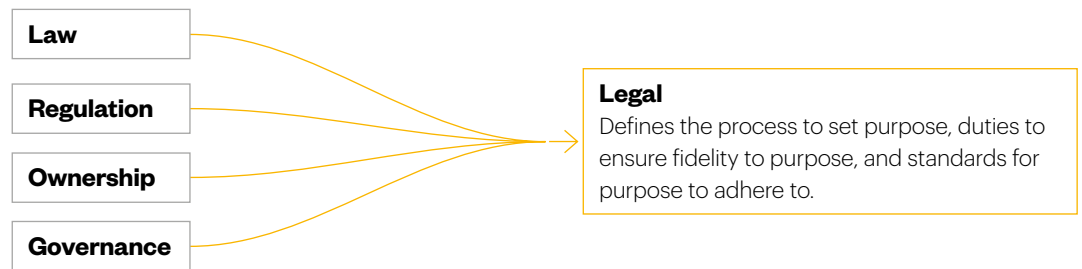 Law
Regulation
Ownership
Governance
Legal
Defines the process to set purpose, duties to
ensure fidelity to purpose, and standards for
purpose to adhere to.